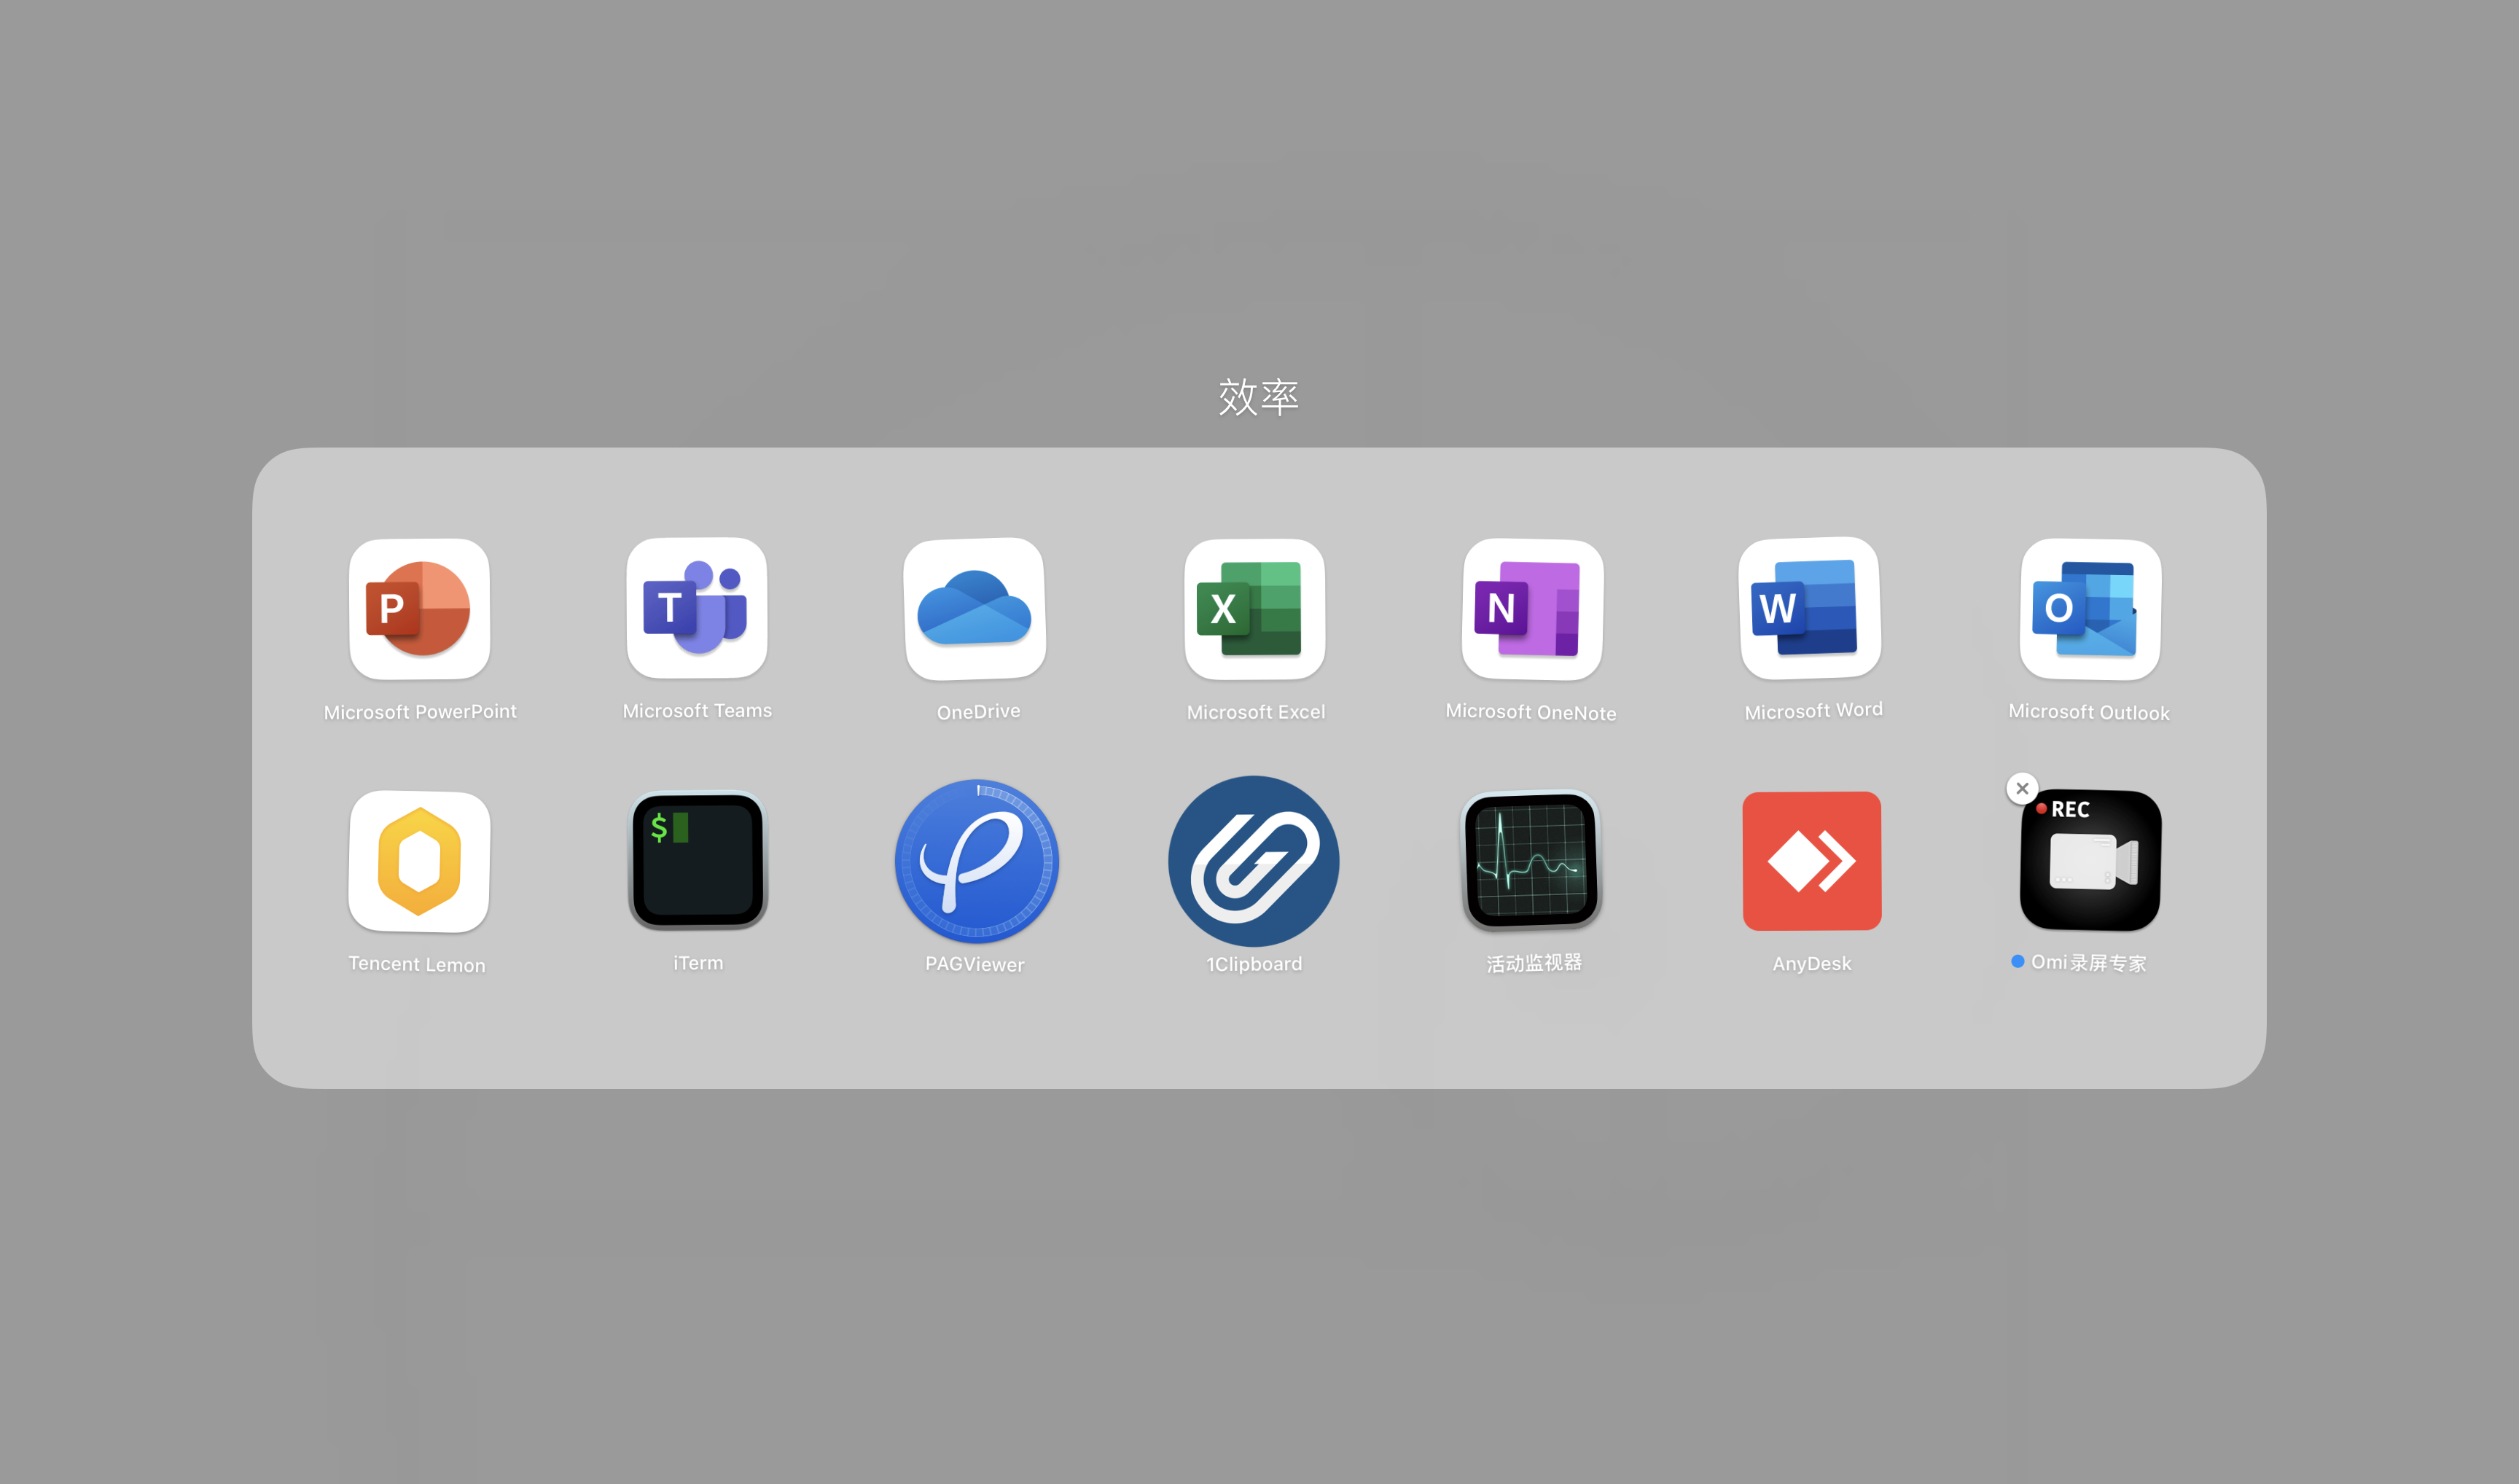 效率
P
T
X
N
W
O
Microsoft PowerPoint
Microsoft Teams
OneDrive
Microsoft Excel
Microsoft OneNote
Microsoft Word
Microsoft Outlook
$
REC
Tencent Lemon
iTerm
PAGViewer
1Clipboard
活动监视器
AnyDesk
Omi录屏专家